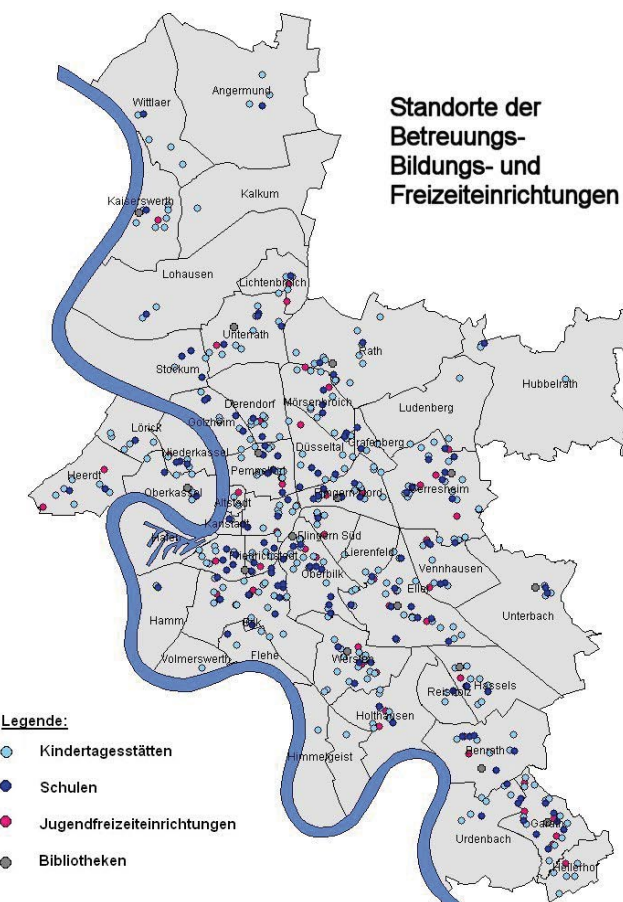 Standorte der
Betreuungs-
Bildungs- und
Freizeiteinrichtungen
Angermund
Wittlaer
Kalkum
Kaiserswerth
Lohausen
Lichtenbroich
Unterrath
Rath
Stockum
Hubbelrath
Derendorf
Mörsenbroich
Ludenberg
Golzheim
Lörick
Grafenberg
Düsseltal
Niederkassel
Pempelfort
Heerdt
Oberkassel
Flingern Nord
Gerresheim
Altstadt
Karlstadt
Hafen
Flingern Süd
Friedrichstadt
Lierenfeld
Oberbilk
Vennhausen
Eller
Unterbach
Hamm
Bilk
Flehe
Volmerswerth
Wersten
Reisholz
Hassels
Holthausen
Himmelgeist
Benrath
Urdenbach
Garath
Hellerhof
Legende:
Kindertagesstätten
Schulen
Jugendfreizeiteinrichtungen
Bibliotheken